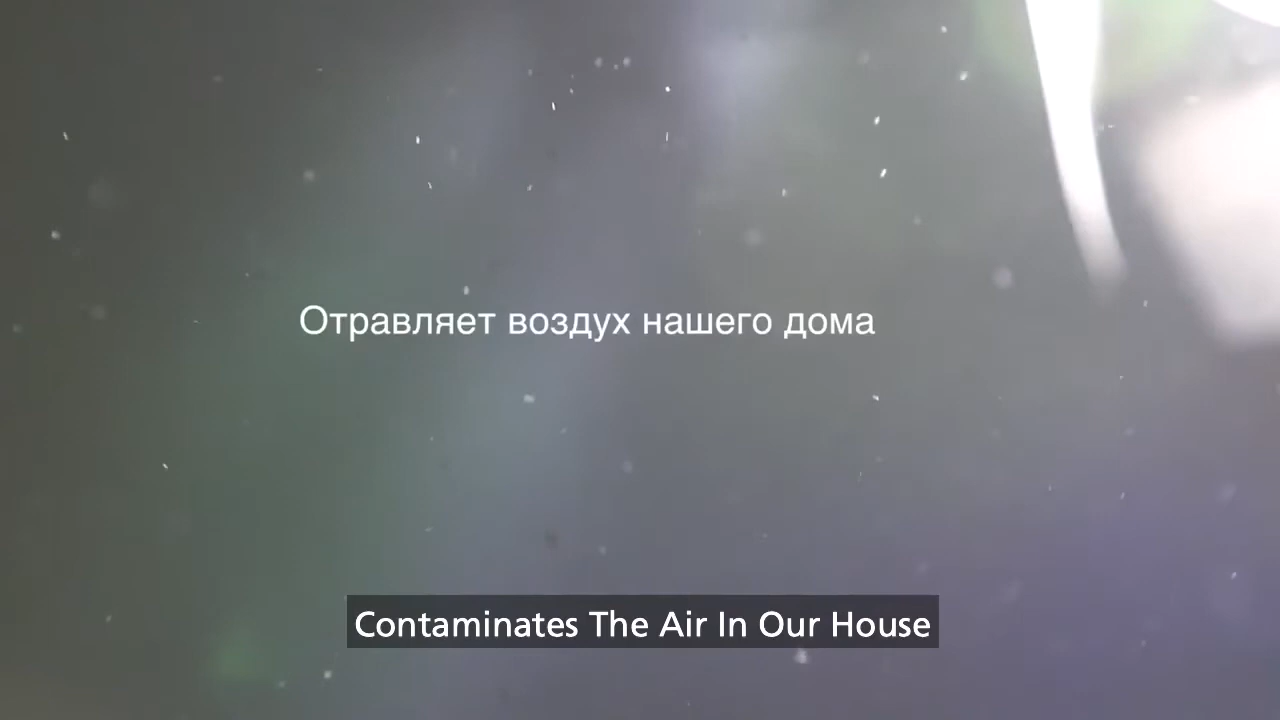 Отравляет воздух нашего дома
Contaminates The Air In Our House